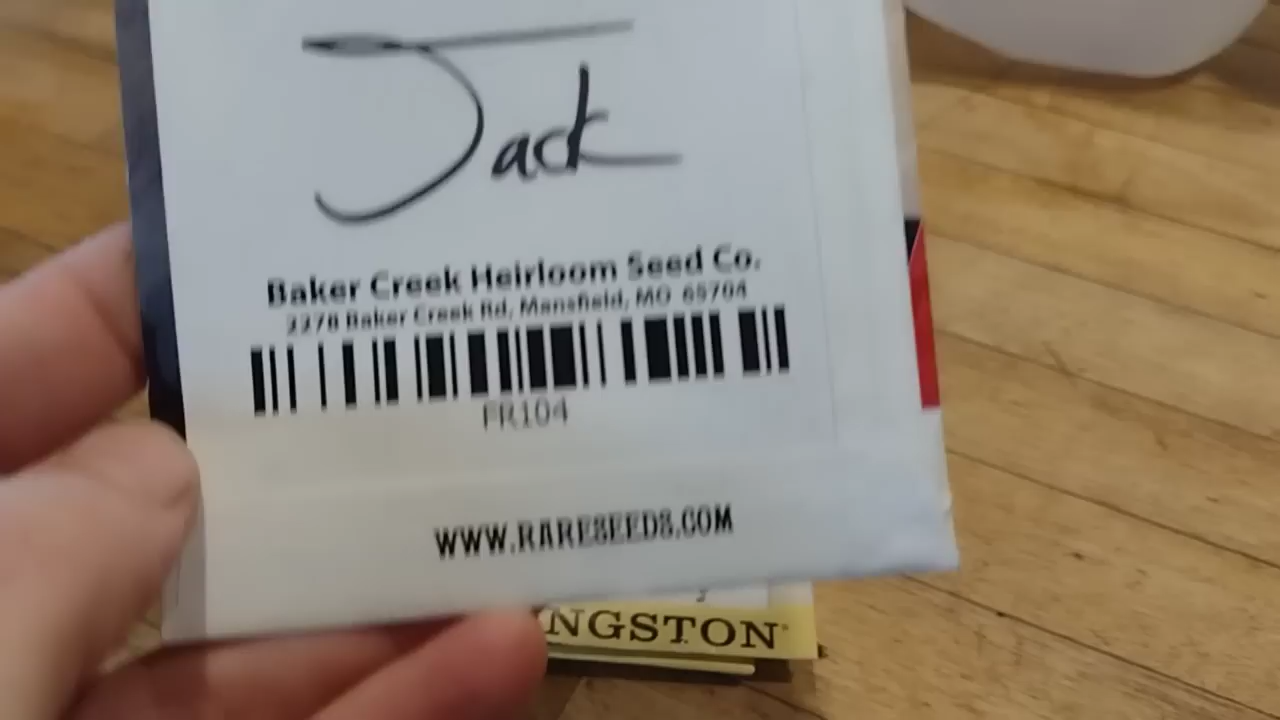 Jack
Baker Creek Heirloom Seed Co.
2278 Baker Creek Rd, Mansfield, MO 65704
FR104
WWW.RARESEEDS.COM
NGSTON